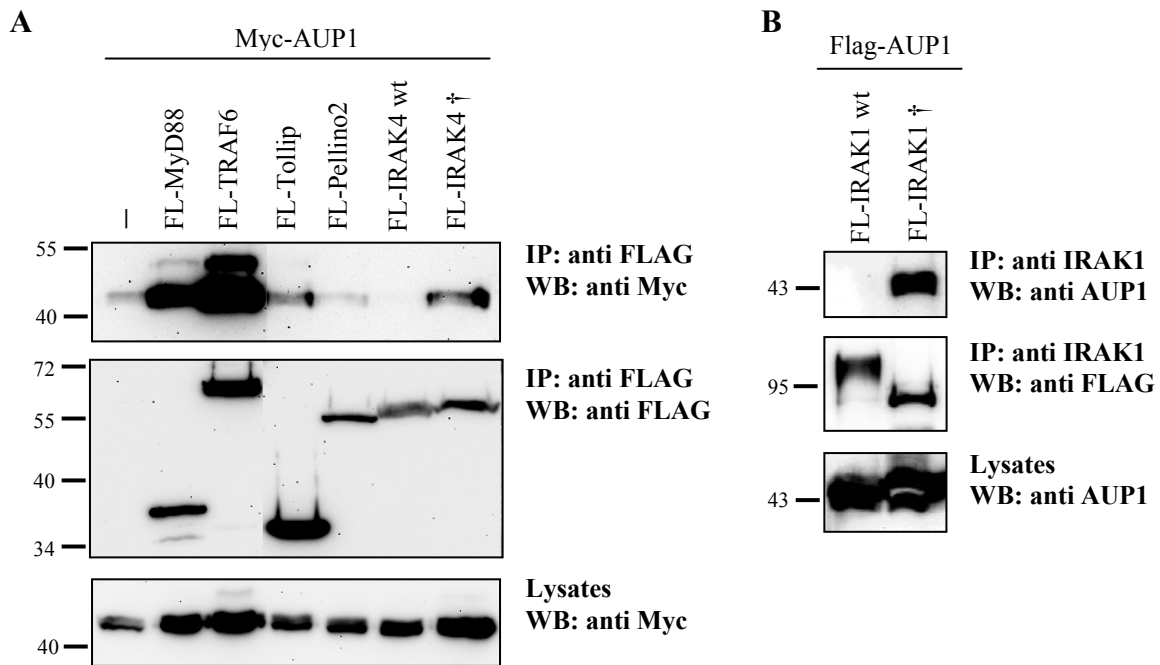 A
Myc-AUP1
–
FL-MyD88
FL-TRAF6
FL-Tollip
FL-Pellino2
FL-IRAK4 wt
FL-IRAK4 †
55
40
IP: anti FLAG
WB: anti Myc
72
55
40
34
IP: anti FLAG
WB: anti FLAG
40
Lysates
WB: anti Myc
B
Flag-AUP1
FL-IRAK1 wt
FL-IRAK1 †
43
IP: anti IRAK1
WB: anti AUP1
95
IP: anti IRAK1
WB: anti FLAG
43
Lysates
WB: anti AUP1